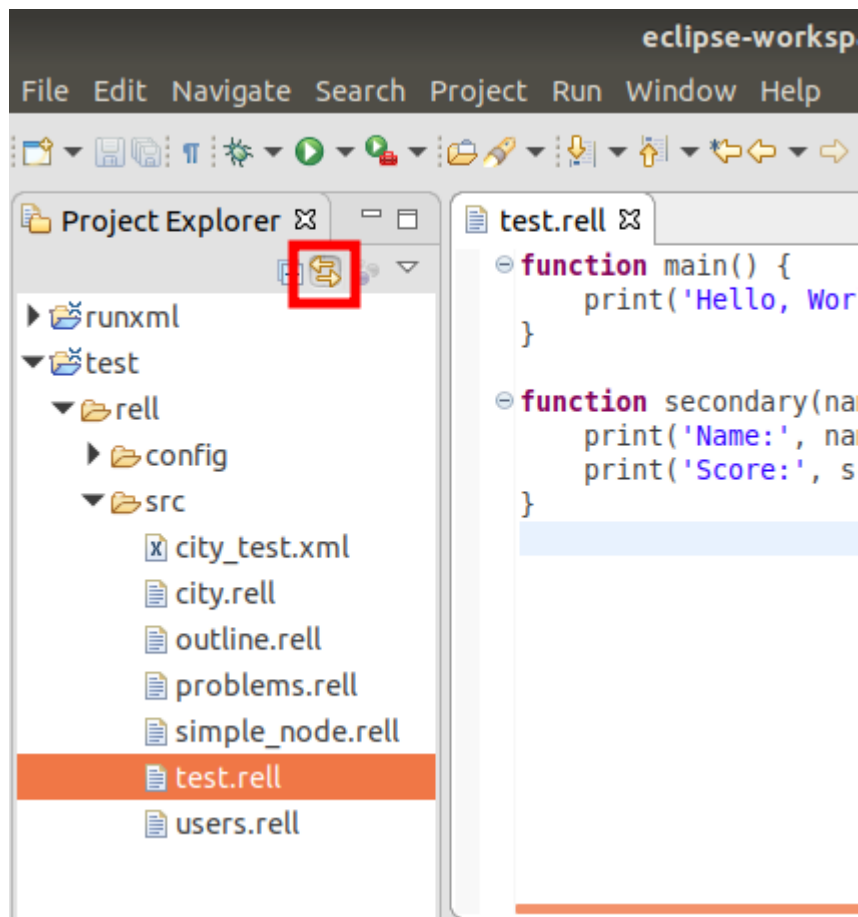 eclipse-worksp
File Edit Navigate Search Project Run Window Help
Project Explorer
test.rell
runxml
test
rell
config
src
city_test.xml
city.rell
outline.rell
problems.rell
simple_node.rell
test.rell
users.rell
function main() {
print('Hello, Wor
}
function secondary(na
print('Name:', na
print('Score:', s
}